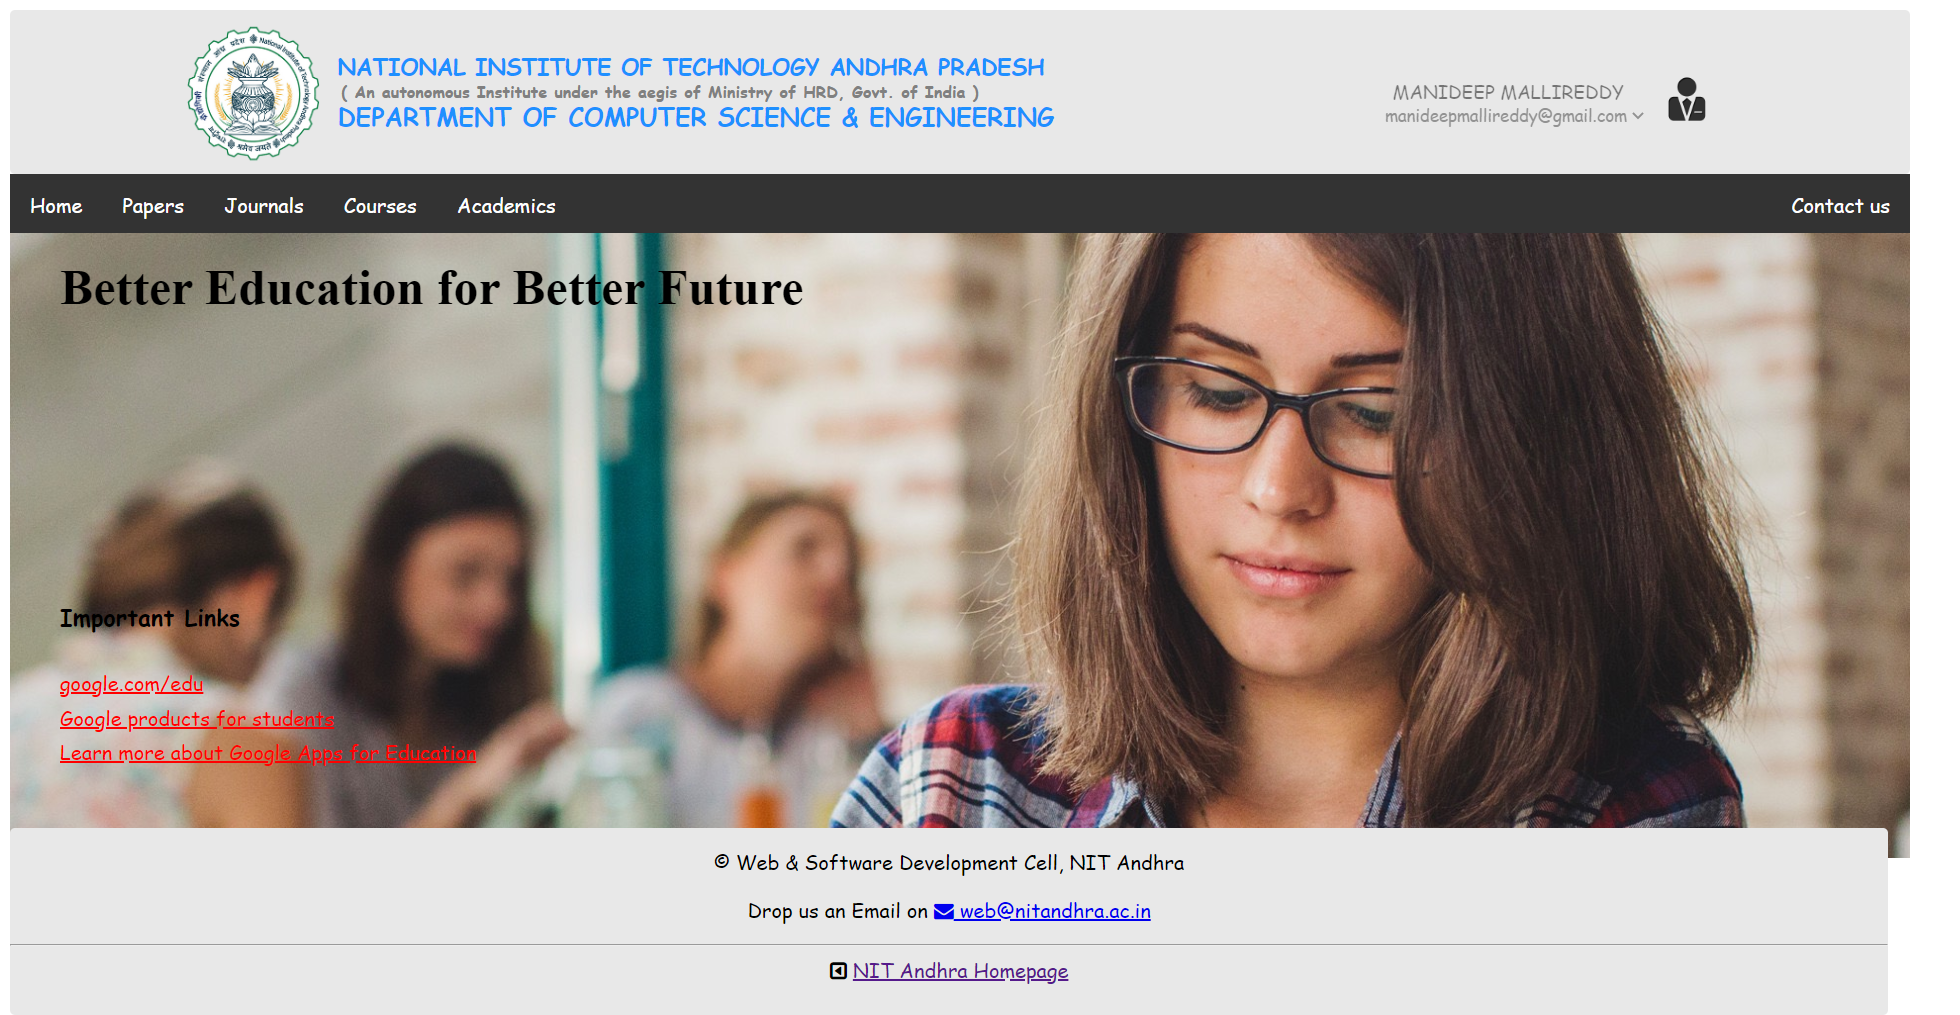 NATIONAL INSTITUTE OF TECHNOLOGY ANDHRA PRADESH
( An autonomous Institute under the aegis of Ministry of HRD, Govt. of India )
DEPARTMENT OF COMPUTER SCIENCE & ENGINEERING
MANIDEEP MALLIREDDY
manideepmallireddy@gmail.com
Home Papers Journals Courses Academics Contact us
Better Education for Better Future
Important Links
google.com/edu
Google products for students
Learn more about Google Apps for Education
© Web & Software Development Cell, NIT Andhra
Drop us an Email on web@nitandhra.ac.in
NIT Andhra Homepage